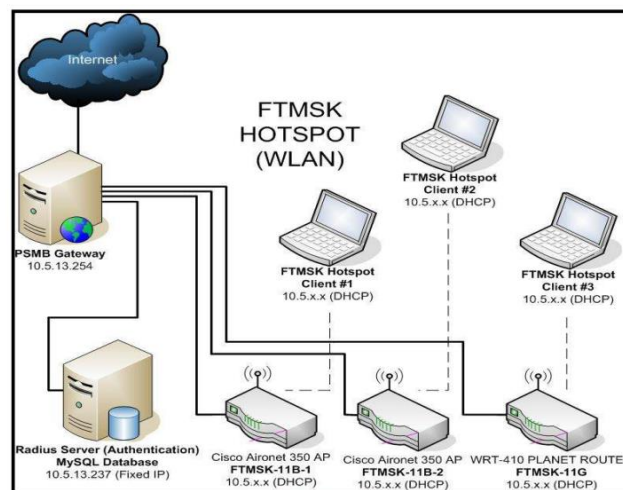 Internet
FTMSK
HOTSPOT
(WLAN)
FTMSK Hotspot
Client #2
10.5.x.x (DHCP)
PSMB Gateway
10.5.13.254
FTMSK Hotspot
Client #1
10.5.x.x (DHCP)
FTMSK Hotspot
Client #3
10.5.x.x (DHCP)
Radius Server (Authentication)
MySQL Database
10.5.13.237 (Fixed IP)
Cisco Aironet 350 AP
FTMSK-11B-1
10.5.x.x (DHCP)
Cisco Aironet 350 AP
FTMSK-11B-2
10.5.x.x (DHCP)
WRT-410 PLANET ROUTE
FTMSK-11G
10.5.x.x (DHCP)